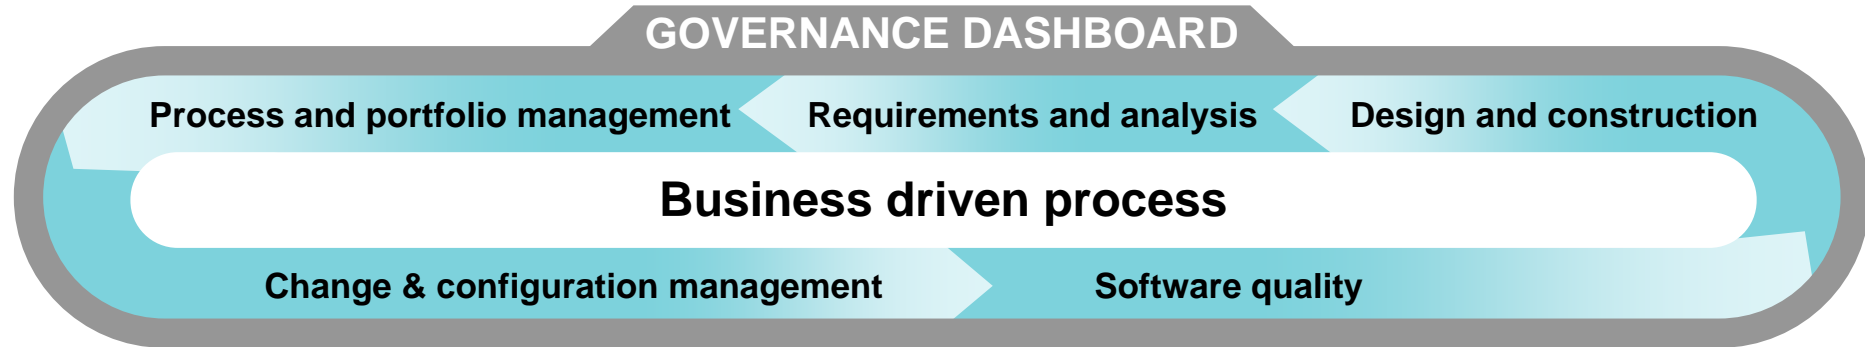 GOVERNANCE DASHBOARD
Process and portfolio management
Requirements and analysis
Design and construction
Business driven process
Change & configuration management
Software quality